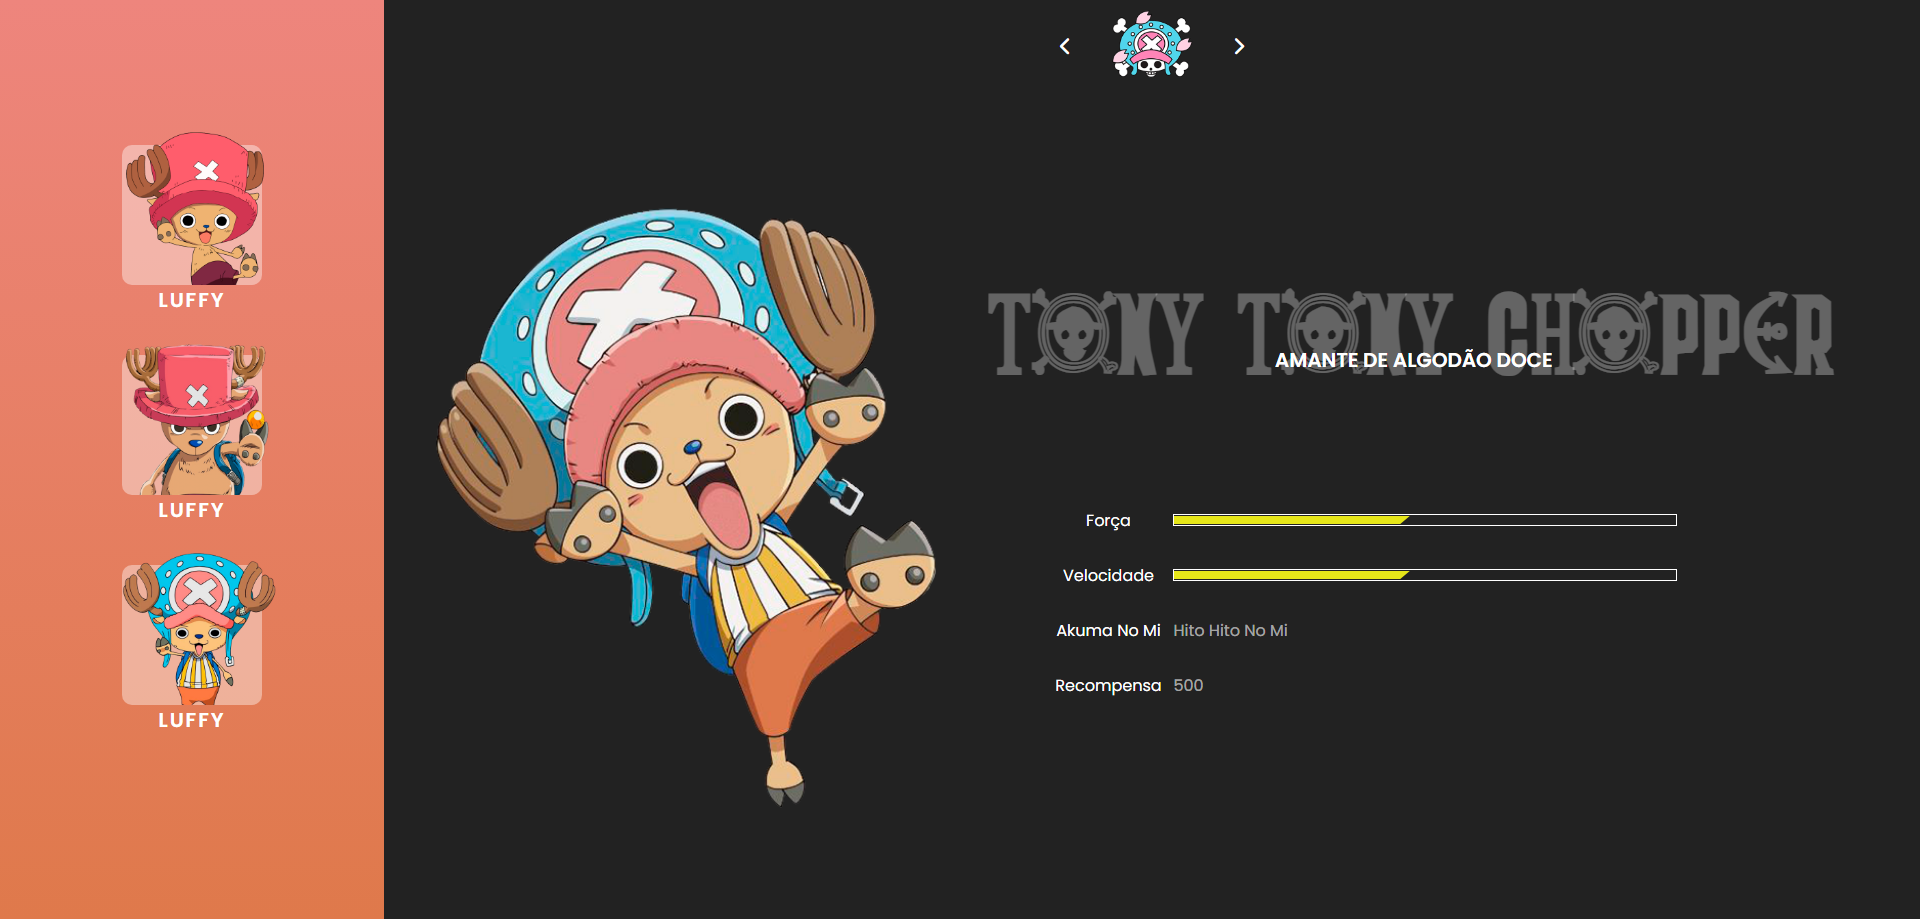 LUFFY
LUFFY
LUFFY
TONY TONY CHOPPER
AMANTE DE ALGODÃO DOCE
Força
Velocidade
Akuma No Mi Hito Hito No Mi
Recompensa 500